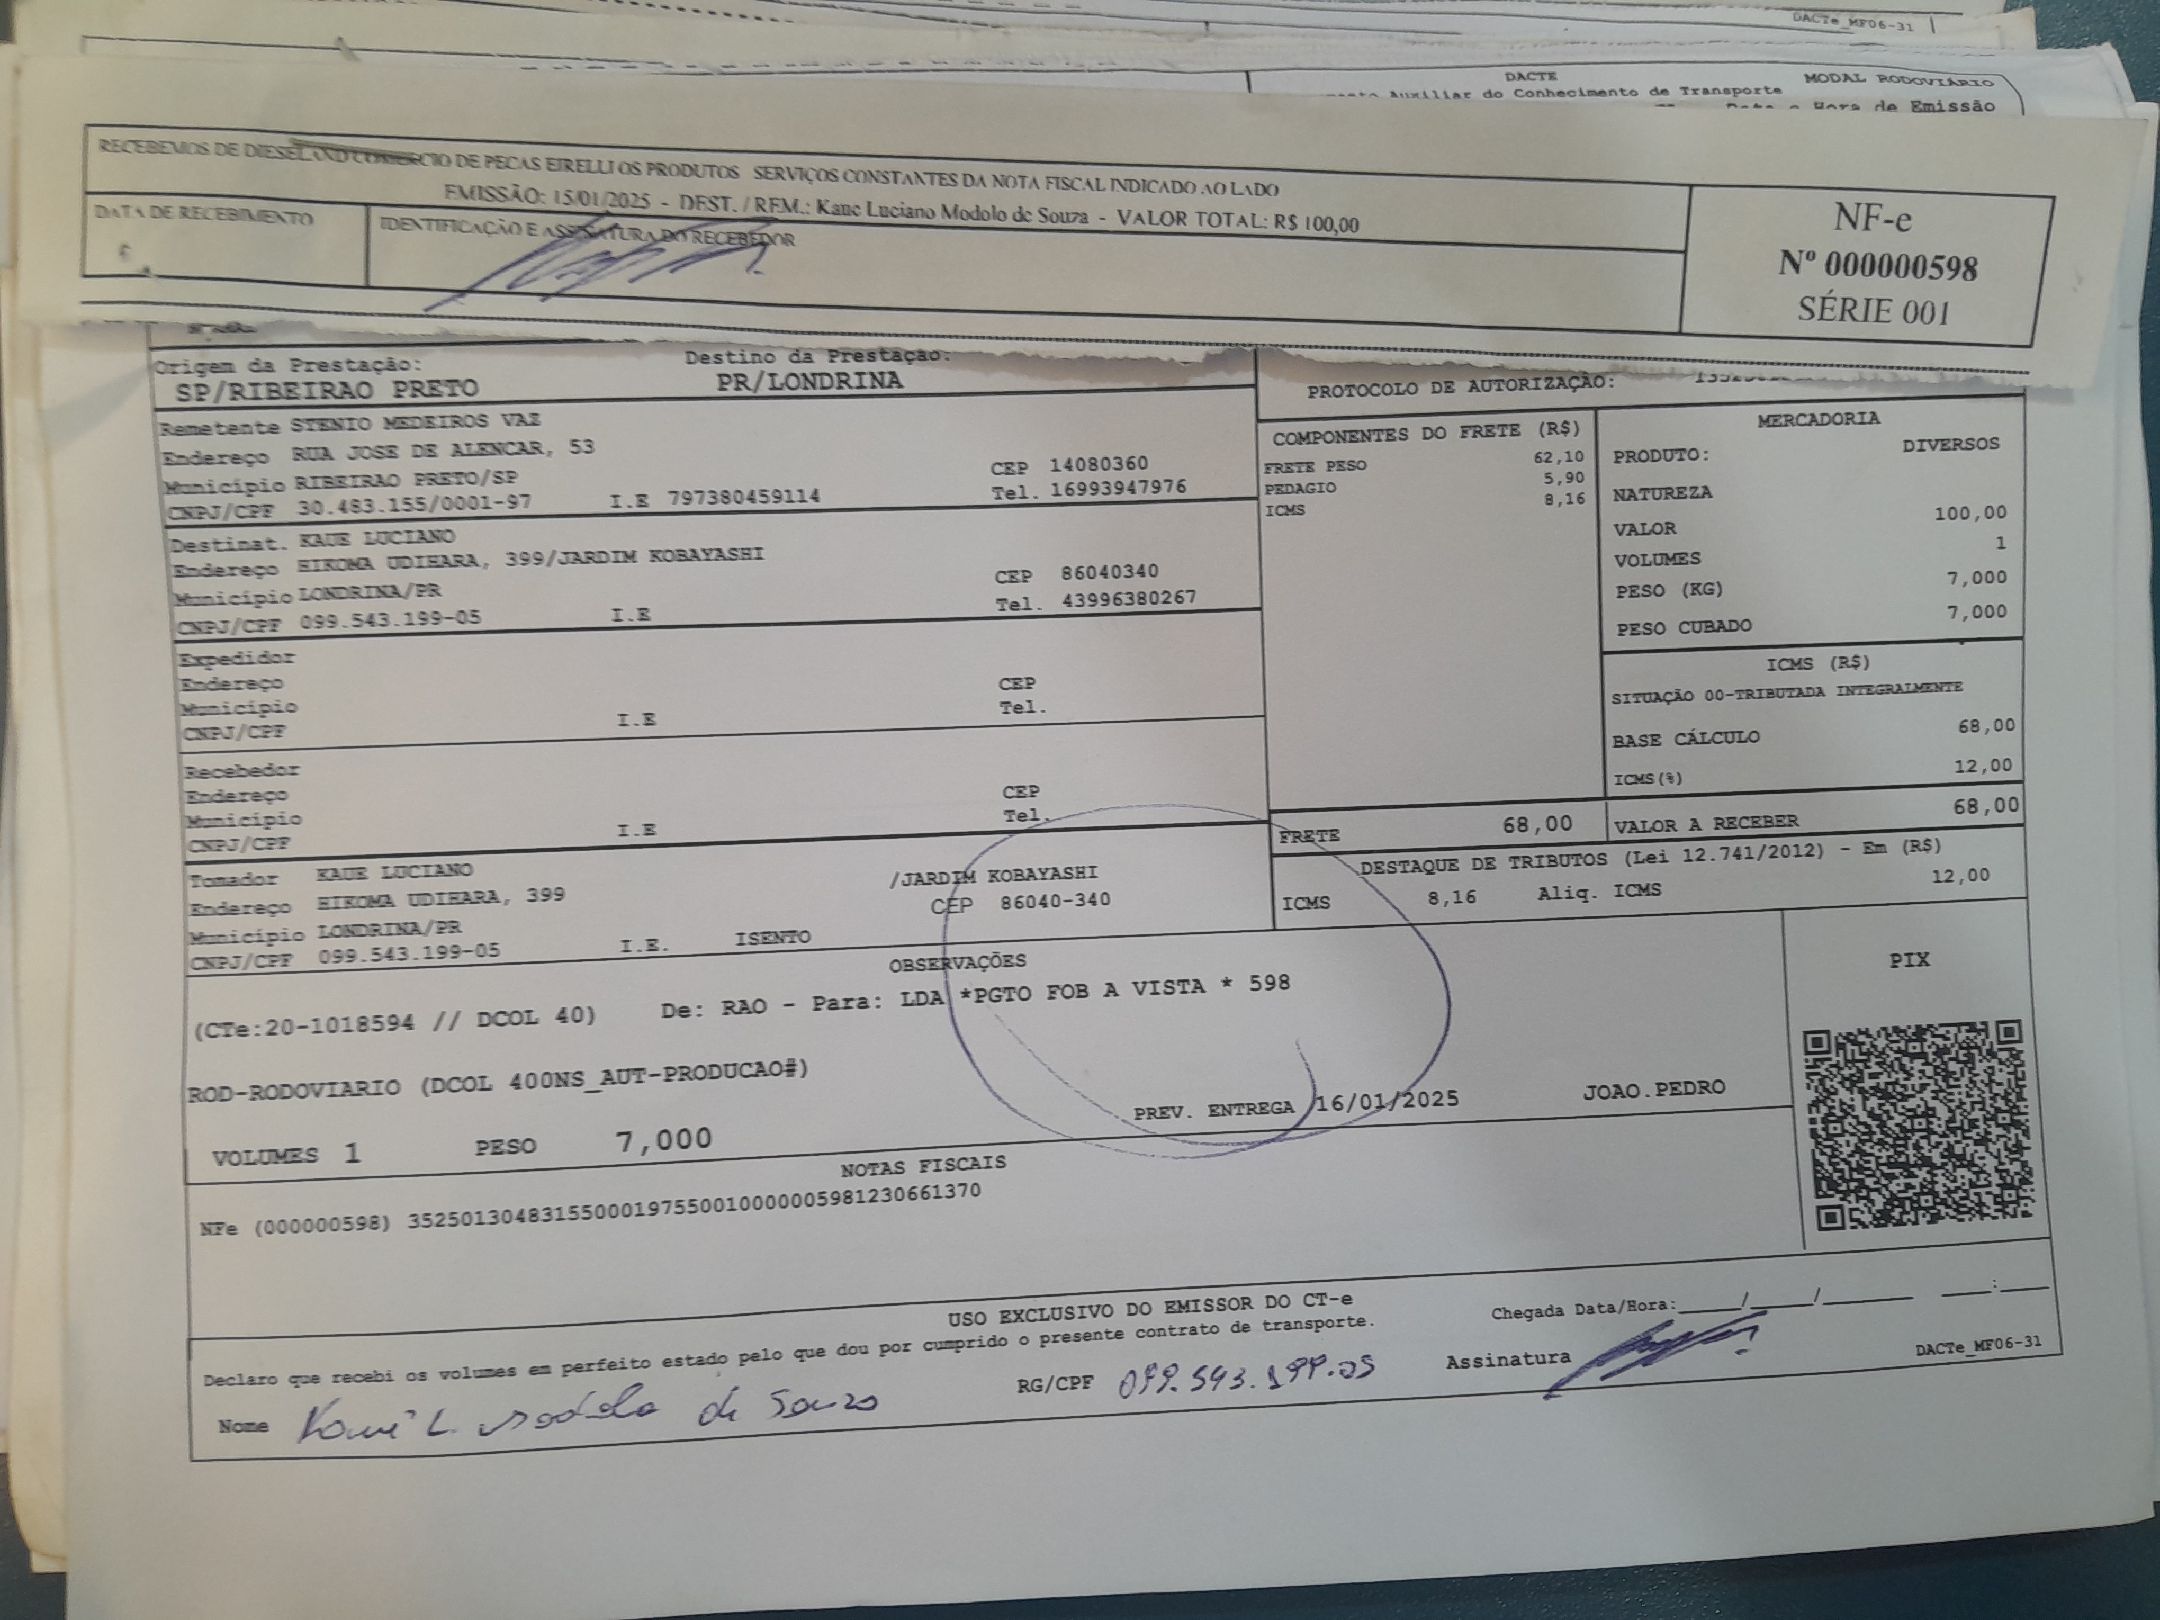 DACTe_MF06-31
DACTE MODAL RODOVIÁRIO
Auxiliar do Conhecimento de Transporte
Hora de Emissão
RECEBEMOS DE DIESELAND COMERCIO DE PECAS EIRELLI OS PRODUTOS SERVIÇOS CONSTANTES DA NOTA FISCAL INDICADO AO LADO
EMISSÃO: 15/01/2025 - DEST. / REM.: Kaue Luciano Modolo de Souza - VALOR TOTAL: R$ 100,00
DATA DE RECEBIMENTO
IDENTIFICAÇÃO E ASSINATURA DO RECEBEDOR
NF-e
Nº 000000598
SÉRIE 001
Origem da Prestação: Destino da Prestação:
SP/RIBEIRAO PRETO PR/LONDRINA
Remetente STENIO MEDEIROS VAZ
Endereço RUA JOSE DE ALENCAR, 53
Município RIBEIRAO PRETO/SP CEP 14080360
CNPJ/CPF 30.483.155/0001-97 I.E 797380459114 Tel. 16993947976
Destinat. KAUE LUCIANO
Endereço HIKOMA UDIHARA, 399/JARDIM KOBAYASHI
Município LONDRINA/PR CEP 86040340
CNPJ/CPF 099.543.199-05 I.E Tel. 43996380267
Expedidor
Endereço CEP
Município Tel.
CNPJ/CPF I.E
Recebedor
Endereço CEP
Município Tel.
CNPJ/CPF I.E
Tomador KAUE LUCIANO
Endereço HIKOMA UDIHARA, 399 /JARDIM KOBAYASHI
Município LONDRINA/PR CEP 86040-340
CNPJ/CPF 099.543.199-05 I.E. ISENTO
PROTOCOLO DE AUTORIZAÇÃO:
COMPONENTES DO FRETE (R$)
FRETE PESO 62,10
PEDAGIO 5,90
ICMS 8,16
MERCADORIA
PRODUTO: DIVERSOS
NATUREZA
VALOR 100,00
VOLUMES 1
PESO (KG) 7,000
PESO CUBADO 7,000
ICMS (R$)
SITUAÇÃO 00-TRIBUTADA INTEGRALMENTE
BASE CÁLCULO 68,00
ICMS(%) 12,00
FRETE 68,00 VALOR A RECEBER 68,00
DESTAQUE DE TRIBUTOS (Lei 12.741/2012) - Em (R$)
ICMS 8,16 Aliq. ICMS 12,00
OBSERVAÇÕES
(CTe:20-1018594 // DCOL 40) De: RAO - Para: LDA *PGTO FOB A VISTA * 598
ROD-RODOVIARIO (DCOL 400NS_AUT-PRODUCAO#)
PREV. ENTREGA 16/01/2025 JOAO.PEDRO
VOLUMES 1 PESO 7,000
PIX
NOTAS FISCAIS
NFe (000000598) 35250130483155000197550010000005981230661370
USO EXCLUSIVO DO EMISSOR DO CT-e
Declaro que recebi os volumes em perfeito estado pelo que dou por cumprido o presente contrato de transporte.
Chegada Data/Hora:_____/_____/_______ ____:____
Nome Kaué L. Modolo de Souza RG/CPF 099.543.199.05 Assinatura
DACTe_MF06-31